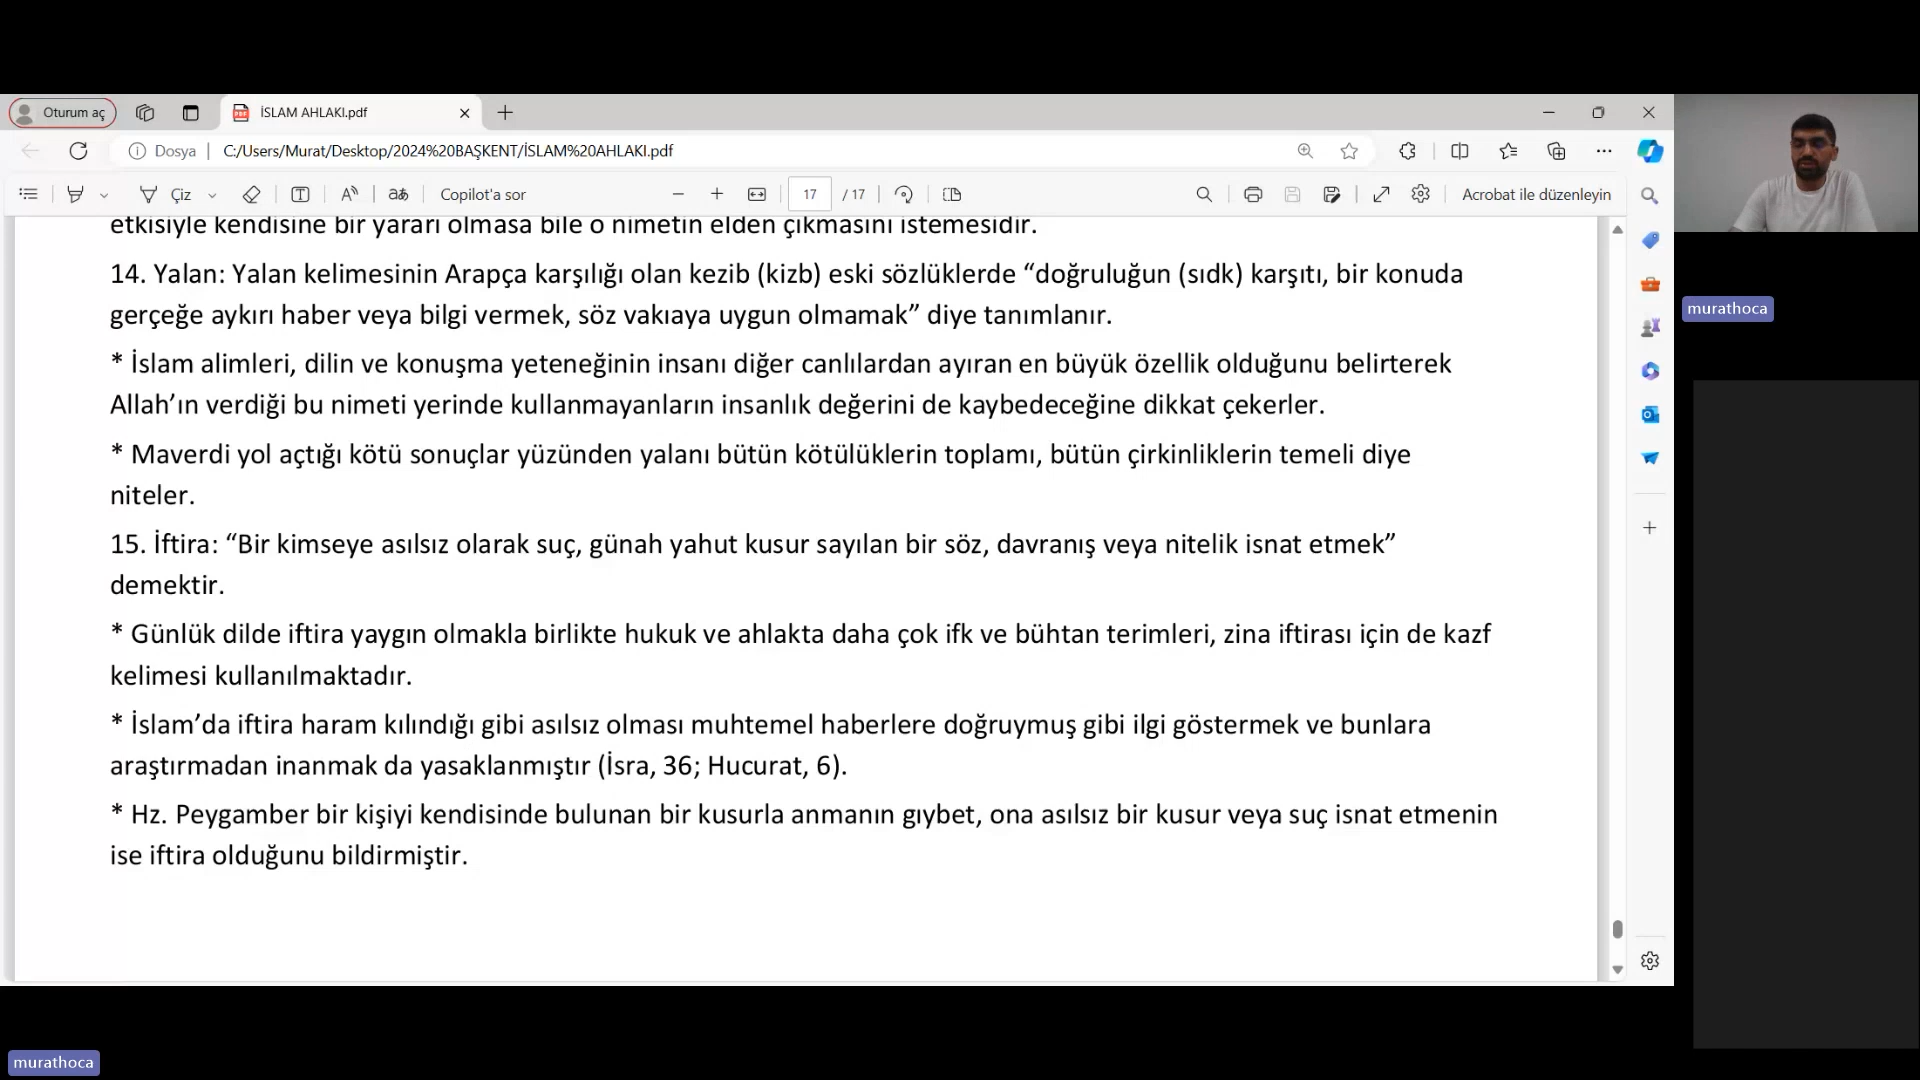 Oturum aç
İSLAM AHLAKI.pdf
Dosya
C:/Users/Murat/Desktop/2024%20BAŞKENT/İSLAM%20AHLAKI.pdf
Çiz
aあ
Copilot'a sor
17
/ 17
Acrobat ile düzenleyin
etkisiyle kendisine bir yararı olmasa bile o nimetin elden çıkmasını istemesidir.
14. Yalan: Yalan kelimesinin Arapça karşılığı olan kezib (kizb) eski sözlüklerde “doğruluğun (sıdk) karşıtı, bir konuda
gerçeğe aykırı haber veya bilgi vermek, söz vakıaya uygun olmamak” diye tanımlanır.
* İslam alimleri, dilin ve konuşma yeteneğinin insanı diğer canlılardan ayıran en büyük özellik olduğunu belirterek
Allah’ın verdiği bu nimeti yerinde kullanmayanların insanlık değerini de kaybedeceğine dikkat çekerler.
* Maverdi yol açtığı kötü sonuçlar yüzünden yalanı bütün kötülüklerin toplamı, bütün çirkinliklerin temeli diye
niteler.
15. İftira: “Bir kimseye asılsız olarak suç, günah yahut kusur sayılan bir söz, davranış veya nitelik isnat etmek”
demektir.
* Günlük dilde iftira yaygın olmakla birlikte hukuk ve ahlakta daha çok ifk ve bühtan terimleri, zina iftirası için de kazf
kelimesi kullanılmaktadır.
* İslam’da iftira haram kılındığı gibi asılsız olması muhtemel haberlere doğruymuş gibi ilgi göstermek ve bunlara
araştırmadan inanmak da yasaklanmıştır (İsra, 36; Hucurat, 6).
* Hz. Peygamber bir kişiyi kendisinde bulunan bir kusurla anmanın gıybet, ona asılsız bir kusur veya suç isnat etmenin
ise iftira olduğunu bildirmiştir.
murathoca
murathoca